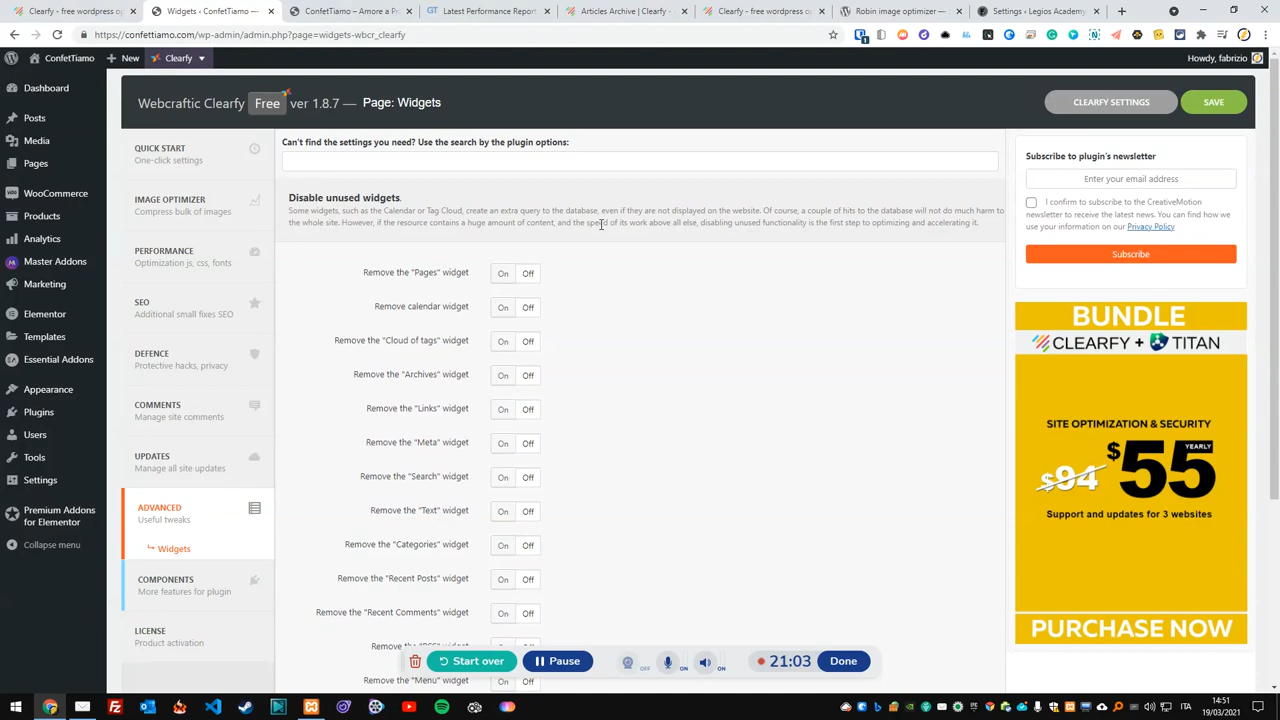 Clearfy - free wordpress op
Widgets ‹ ConfetTiamo —
ConfetTiamo - Amore a P
Latest Performance Report
Articles Archive | Clearfy -
Clearfy - free wordpress op
Robin image optimizer —
Settings ‹ Legios Academy
https://confettiamo.com/wp-admin/admin.php?page=widgets-wbcr_clearfy
ConfetTiamo
New
Clearfy
Howdy, fabrizio
Dashboard
Posts
Media
Pages
WooCommerce
Products
Analytics
Master Addons
Marketing
Elementor
Templates
Essential Addons
Appearance
Plugins
Users
Tools
Settings
Premium Addons
for Elementor
Collapse menu
Webcraftic Clearfy Free ver 1.8.7 — Page: Widgets
CLEARFY SETTINGS
SAVE
QUICK START
One-click settings
IMAGE OPTIMIZER
Compress bulk of images
PERFORMANCE
Optimization js, css, fonts
SEO
Additional small fixes SEO
DEFENCE
Protective hacks, privacy
COMMENTS
Manage site comments
UPDATES
Manage all site updates
ADVANCED
Useful tweaks
Widgets
COMPONENTS
More features for plugin
LICENSE
Product activation
Can't find the settings you need? Use the search by the plugin options:
Disable unused widgets.
Some widgets, such as the Calendar or Tag Cloud, create an extra query to the database, even if they are not displayed on the website. Of course, a couple of hits to the database will not do much harm to
the whole site. However, if the resource contains a huge amount of content, and the speed of its work above all else, disabling unused functionality is the first step to optimizing and accelerating it.
Remove the "Pages" widget On Off
Remove calendar widget On Off
Remove the "Cloud of tags" widget On Off
Remove the "Archives" widget On Off
Remove the "Links" widget On Off
Remove the "Meta" widget On Off
Remove the "Search" widget On Off
Remove the "Text" widget On Off
Remove the "Categories" widget On Off
Remove the "Recent Posts" widget On Off
Remove the "Recent Comments" widget On Off
Remove the "RSS" widget On Off
Remove the "Menu" widget On Off
Start over
Pause
OFF
ON
ON
21:03
Done
Subscribe to plugin's newsletter
Enter your email address
I confirm to subscribe to the CreativeMotion
newsletter to receive the latest news. You can find how we
use your information on our Privacy Policy
Subscribe
BUNDLE
CLEARFY + TITAN
SITE OPTIMIZATION & SECURITY
$94 $55 YEARLY
Support and updates for 3 websites
PURCHASE NOW
ITA
14:51
19/03/2021